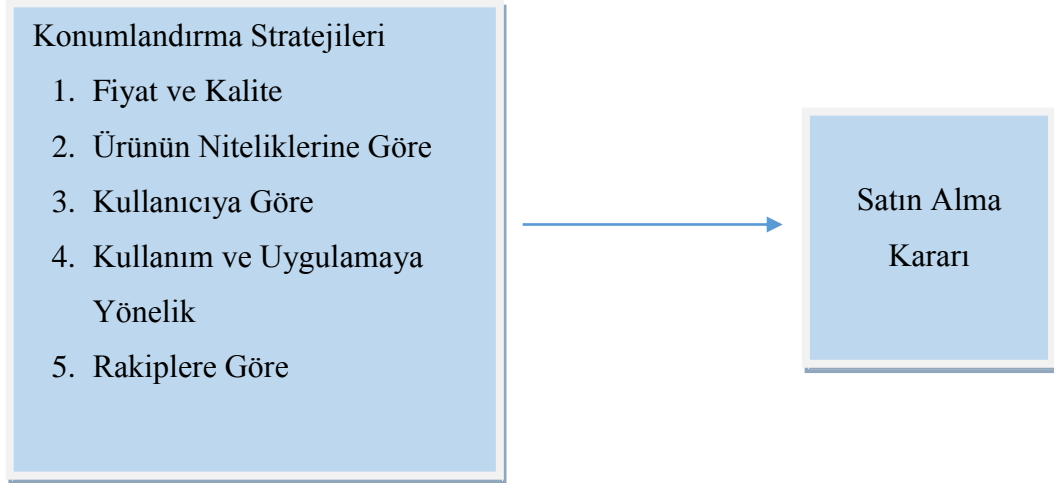 Konumlandırma Stratejileri
1. Fiyat ve Kalite
2. Ürünün Niteliklerine Göre
3. Kullanıcıya Göre
4. Kullanım ve Uygulamaya
Yönelik
5. Rakiplere Göre
Satın Alma
Kararı